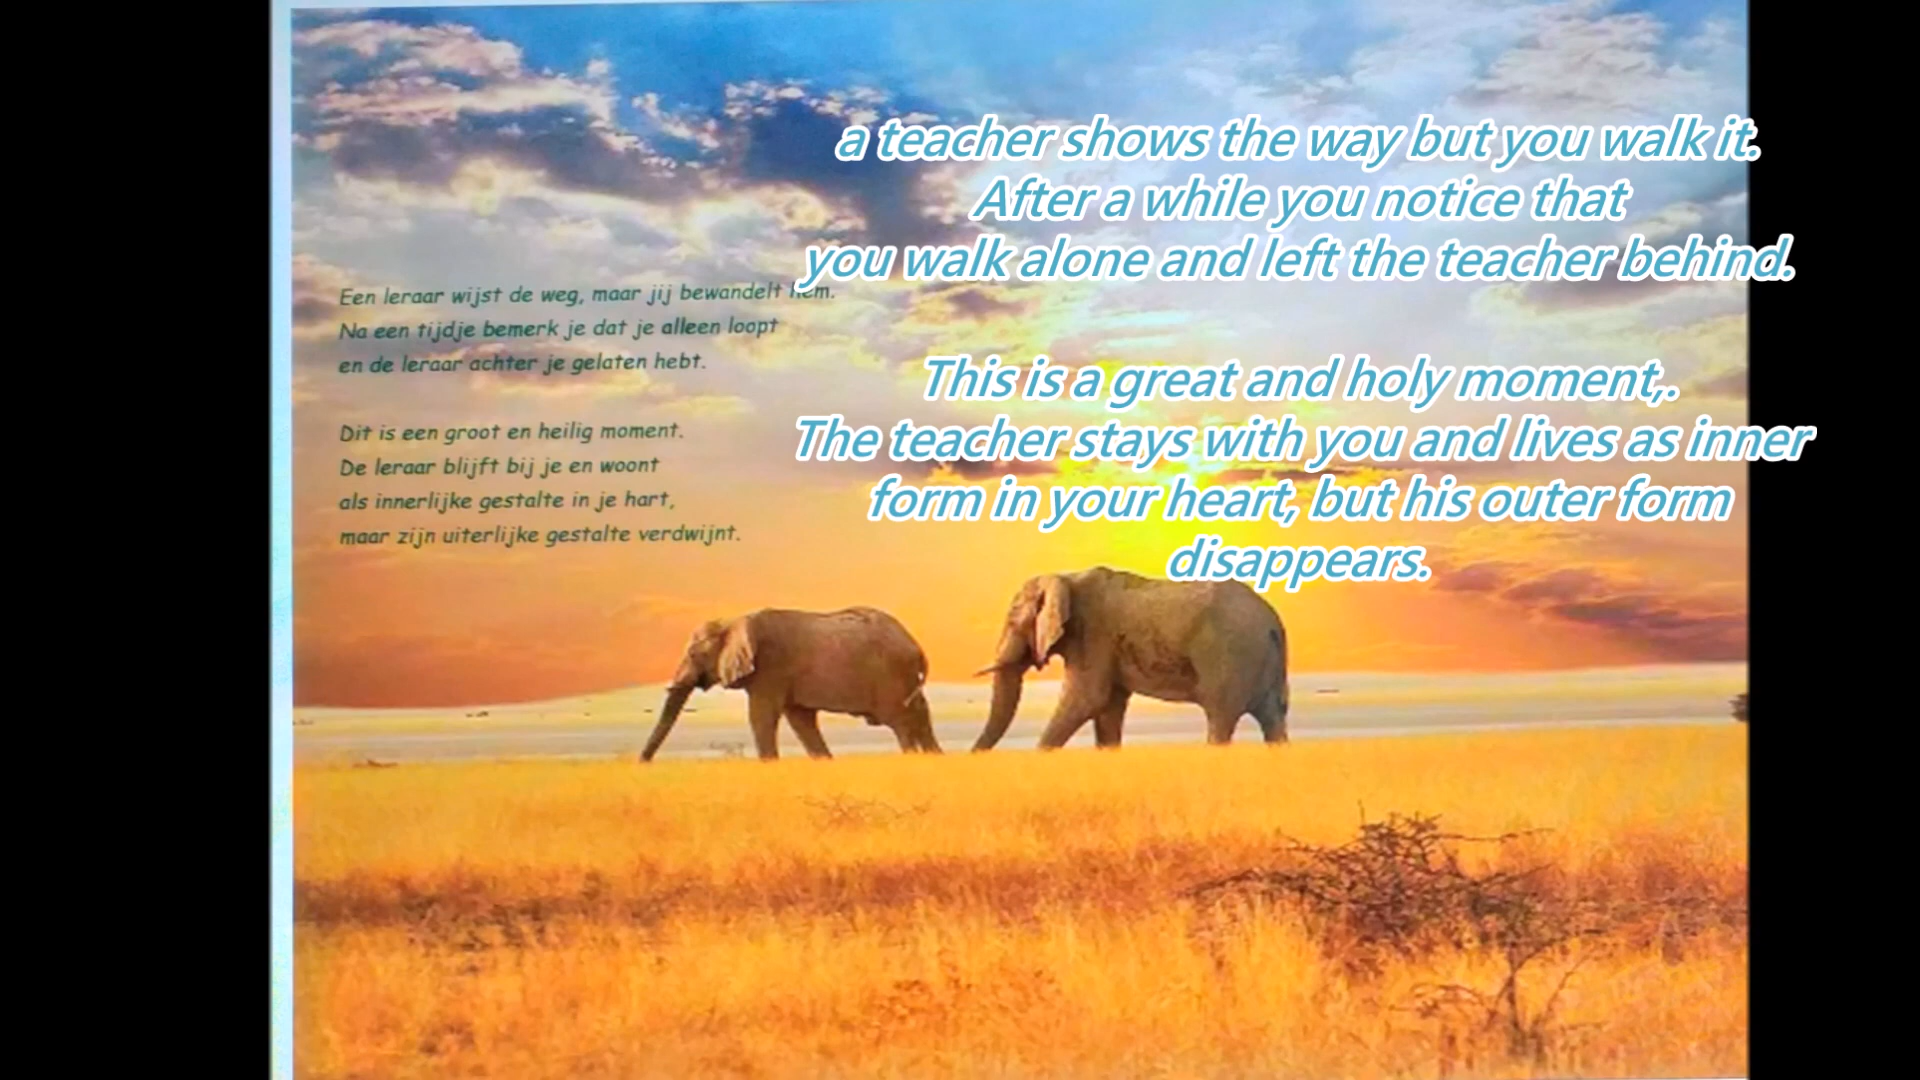 Een leraar wijst de weg, maar jij bewandelt hem.
Na een tijdje bemerk je dat je alleen loopt
en de leraar achter je gelaten hebt.
Dit is een groot en heilig moment.
De leraar blijft bij je en woont
als innerlijke gestalte in je hart,
maar zijn uiterlijke gestalte verdwijnt.
a teacher shows the way but you walk it.
After a while you notice that
you walk alone and left the teacher behind.
This is a great and holy moment,.
The teacher stays with you and lives as inner
form in your heart, but his outer form
disappears.